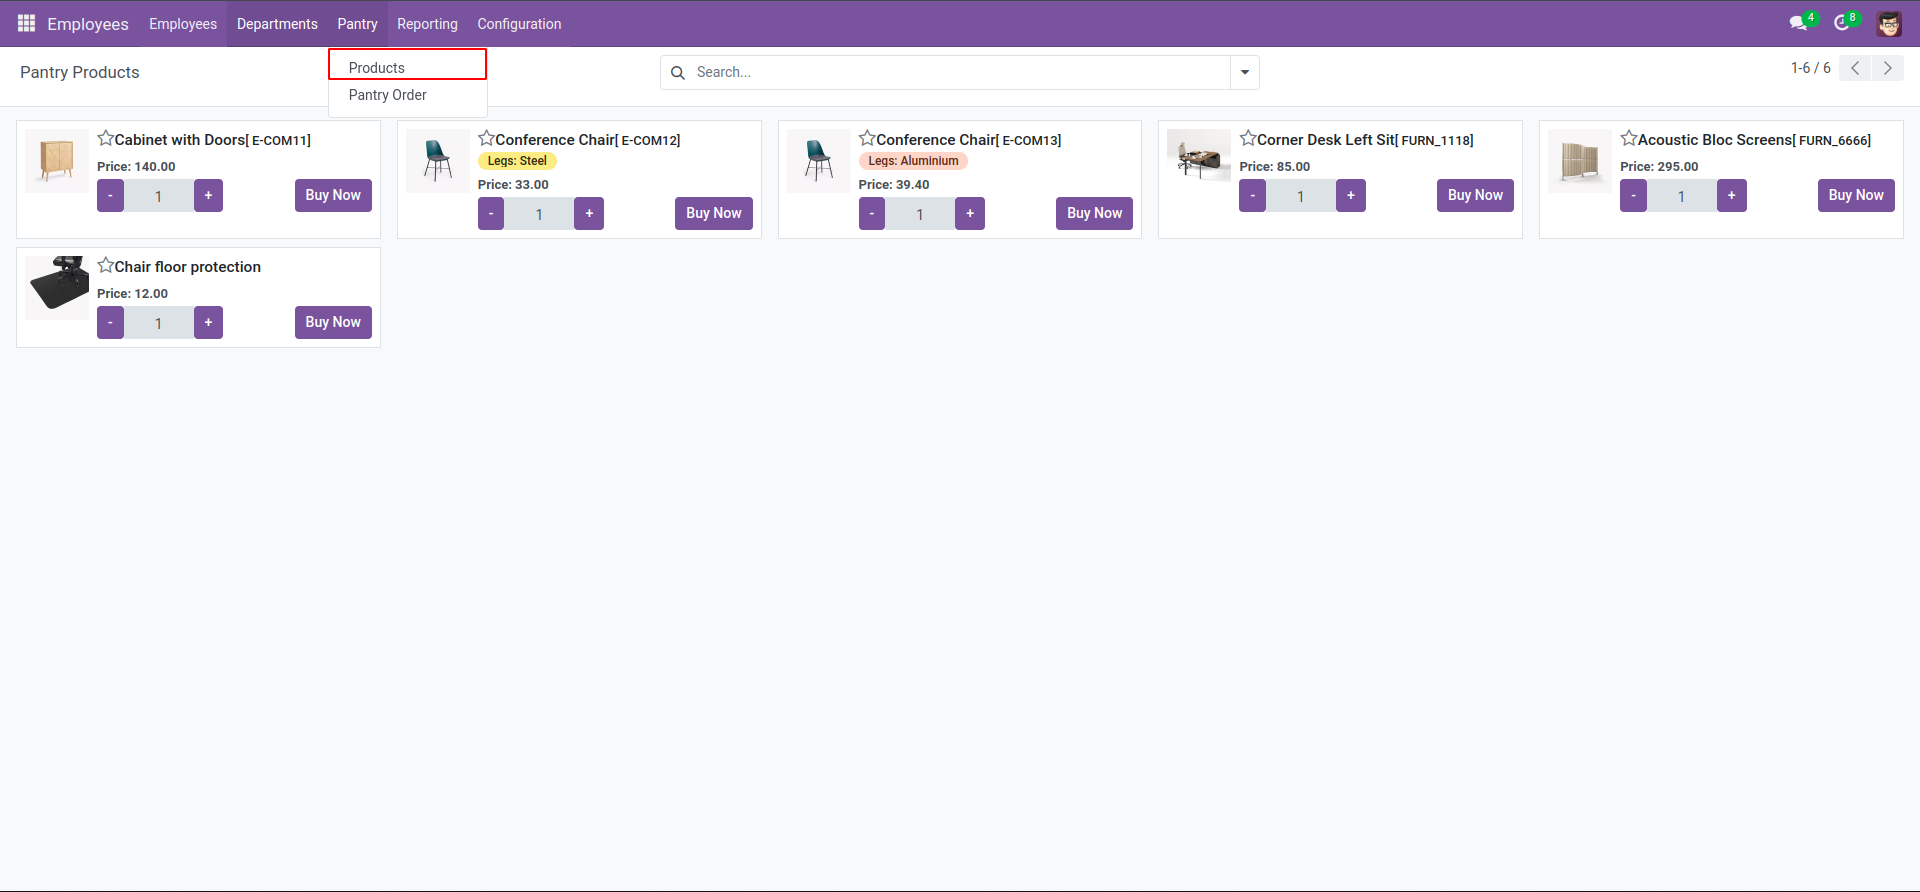 Employees Employees Departments Pantry Reporting Configuration 4 8
Products
Pantry Order
Pantry Products
Search...
1-6 / 6
Cabinet with Doors[ E-COM11]
Price: 140.00
- 1 + Buy Now
Conference Chair[ E-COM12]
Legs: Steel
Price: 33.00
- 1 + Buy Now
Conference Chair[ E-COM13]
Legs: Aluminium
Price: 39.40
- 1 + Buy Now
Corner Desk Left Sit[ FURN_1118]
Price: 85.00
- 1 + Buy Now
Acoustic Bloc Screens[ FURN_6666]
Price: 295.00
- 1 + Buy Now
Chair floor protection
Price: 12.00
- 1 + Buy Now